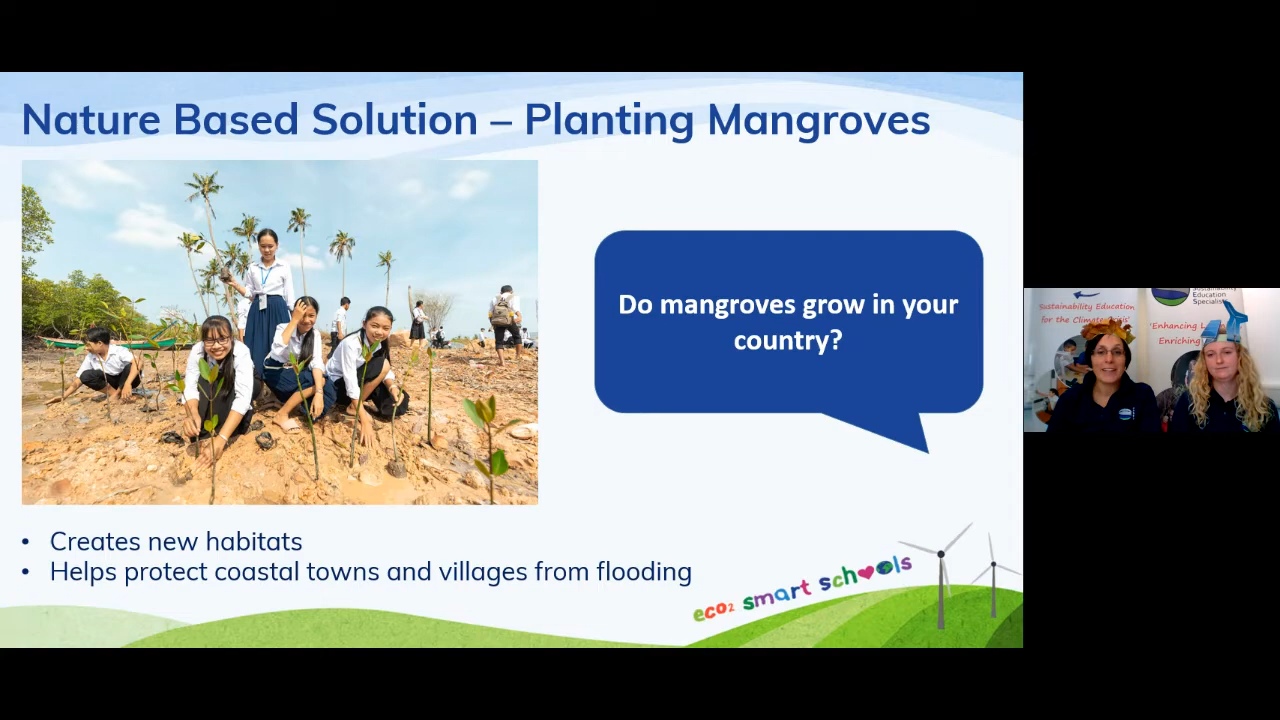 Nature Based Solution – Planting Mangroves
Do mangroves grow in your
country?
• Creates new habitats
• Helps protect coastal towns and villages from flooding
eco2 smart schools
Sustainability Education
for the Climate Crisis'
Sustainability
Education
Specialist
'Enhancing
Enriching